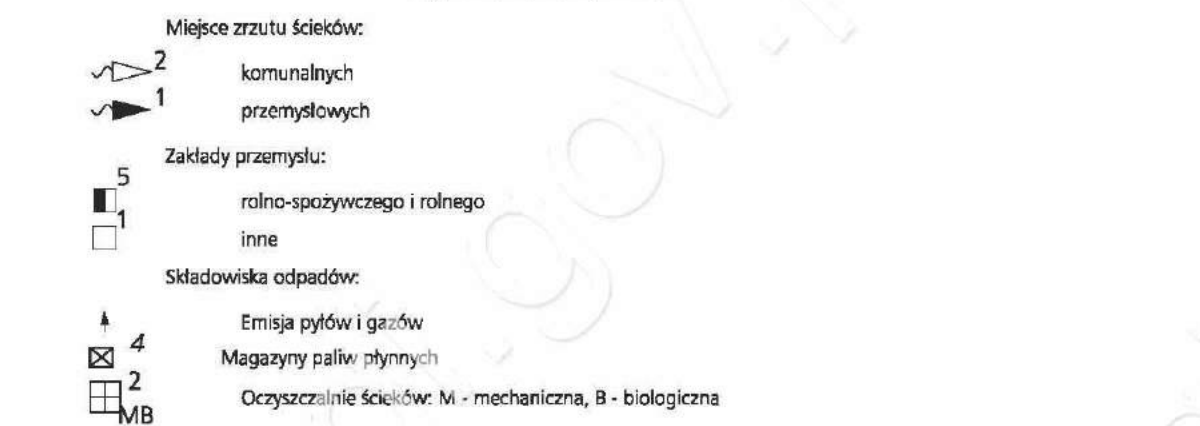 Miejsce zrzutu ścieków:
2 komunalnych
1 przemysłowych
Zakłady przemysłu:
5 rolno-spożywczego i rolnego
1 inne
Składowiska odpadów:
Emisja pyłów i gazów
4 Magazyny paliw płynnych
2 MB Oczyszczalnie ścieków: M - mechaniczna, B - biologiczna